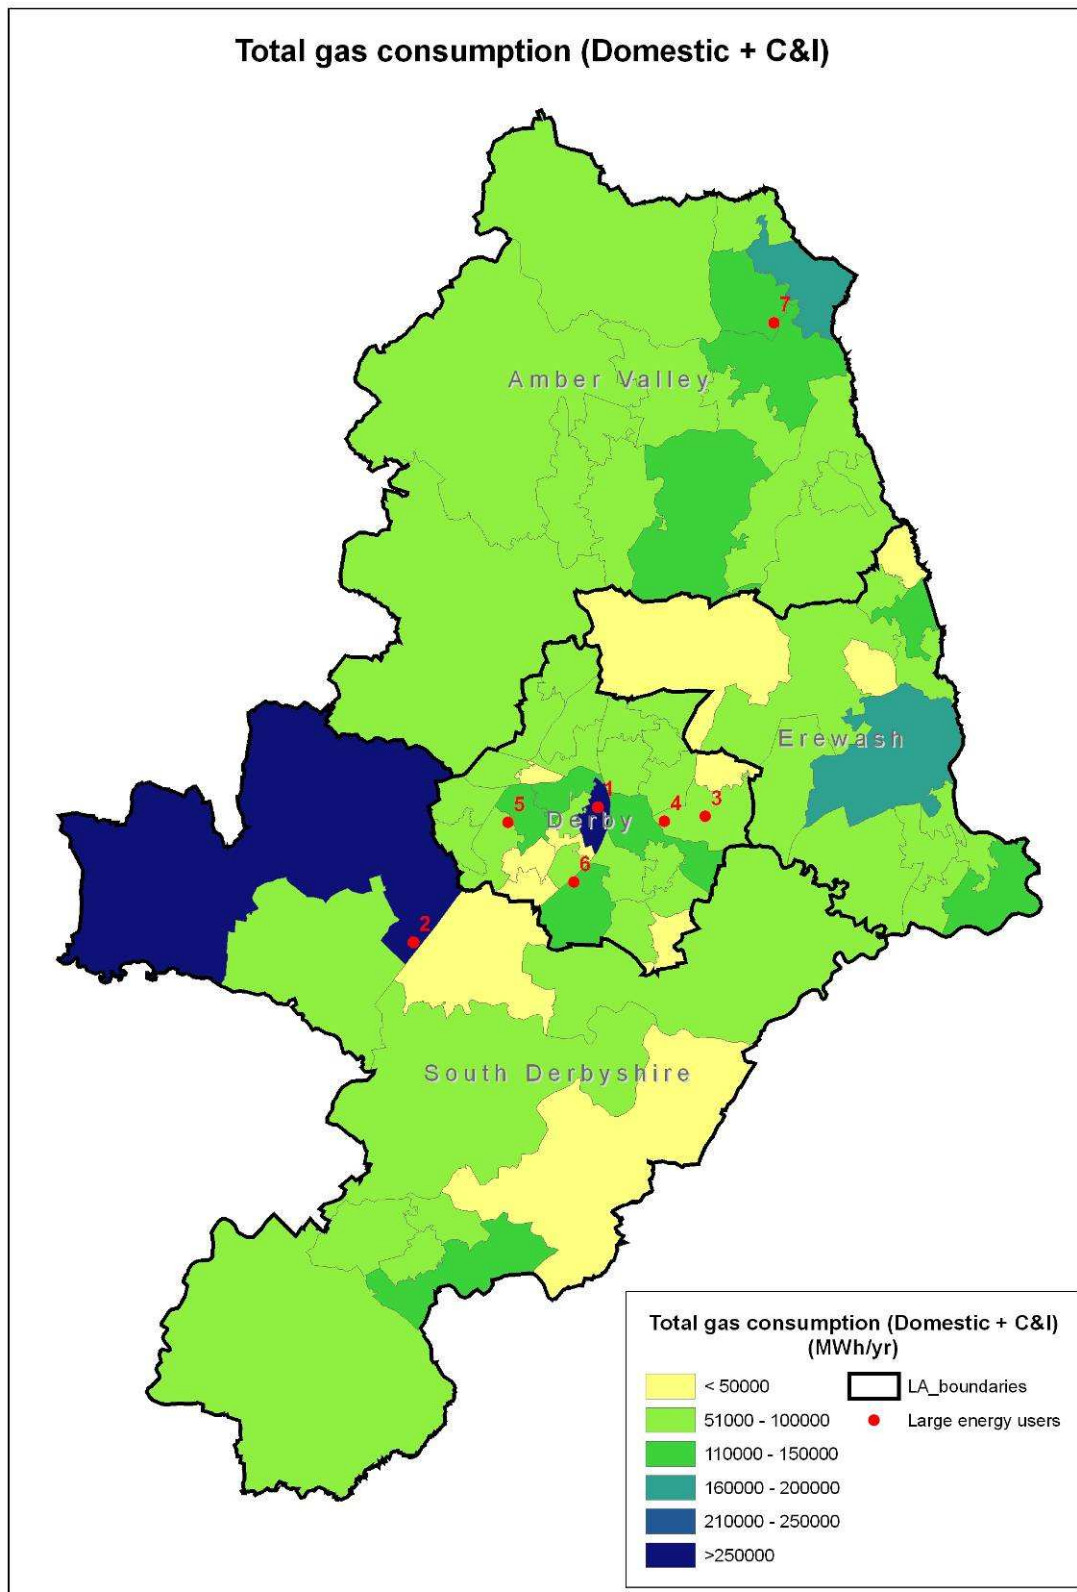 Total gas consumption (Domestic + C&I)
7
Amber Valley
Erewash
1
5
Derby
4
3
6
2
South Derbyshire
Total gas consumption (Domestic + C&I)
(MWh/yr)
< 50000
LA_boundaries
51000 - 100000
Large energy users
110000 - 150000
160000 - 200000
210000 - 250000
>250000